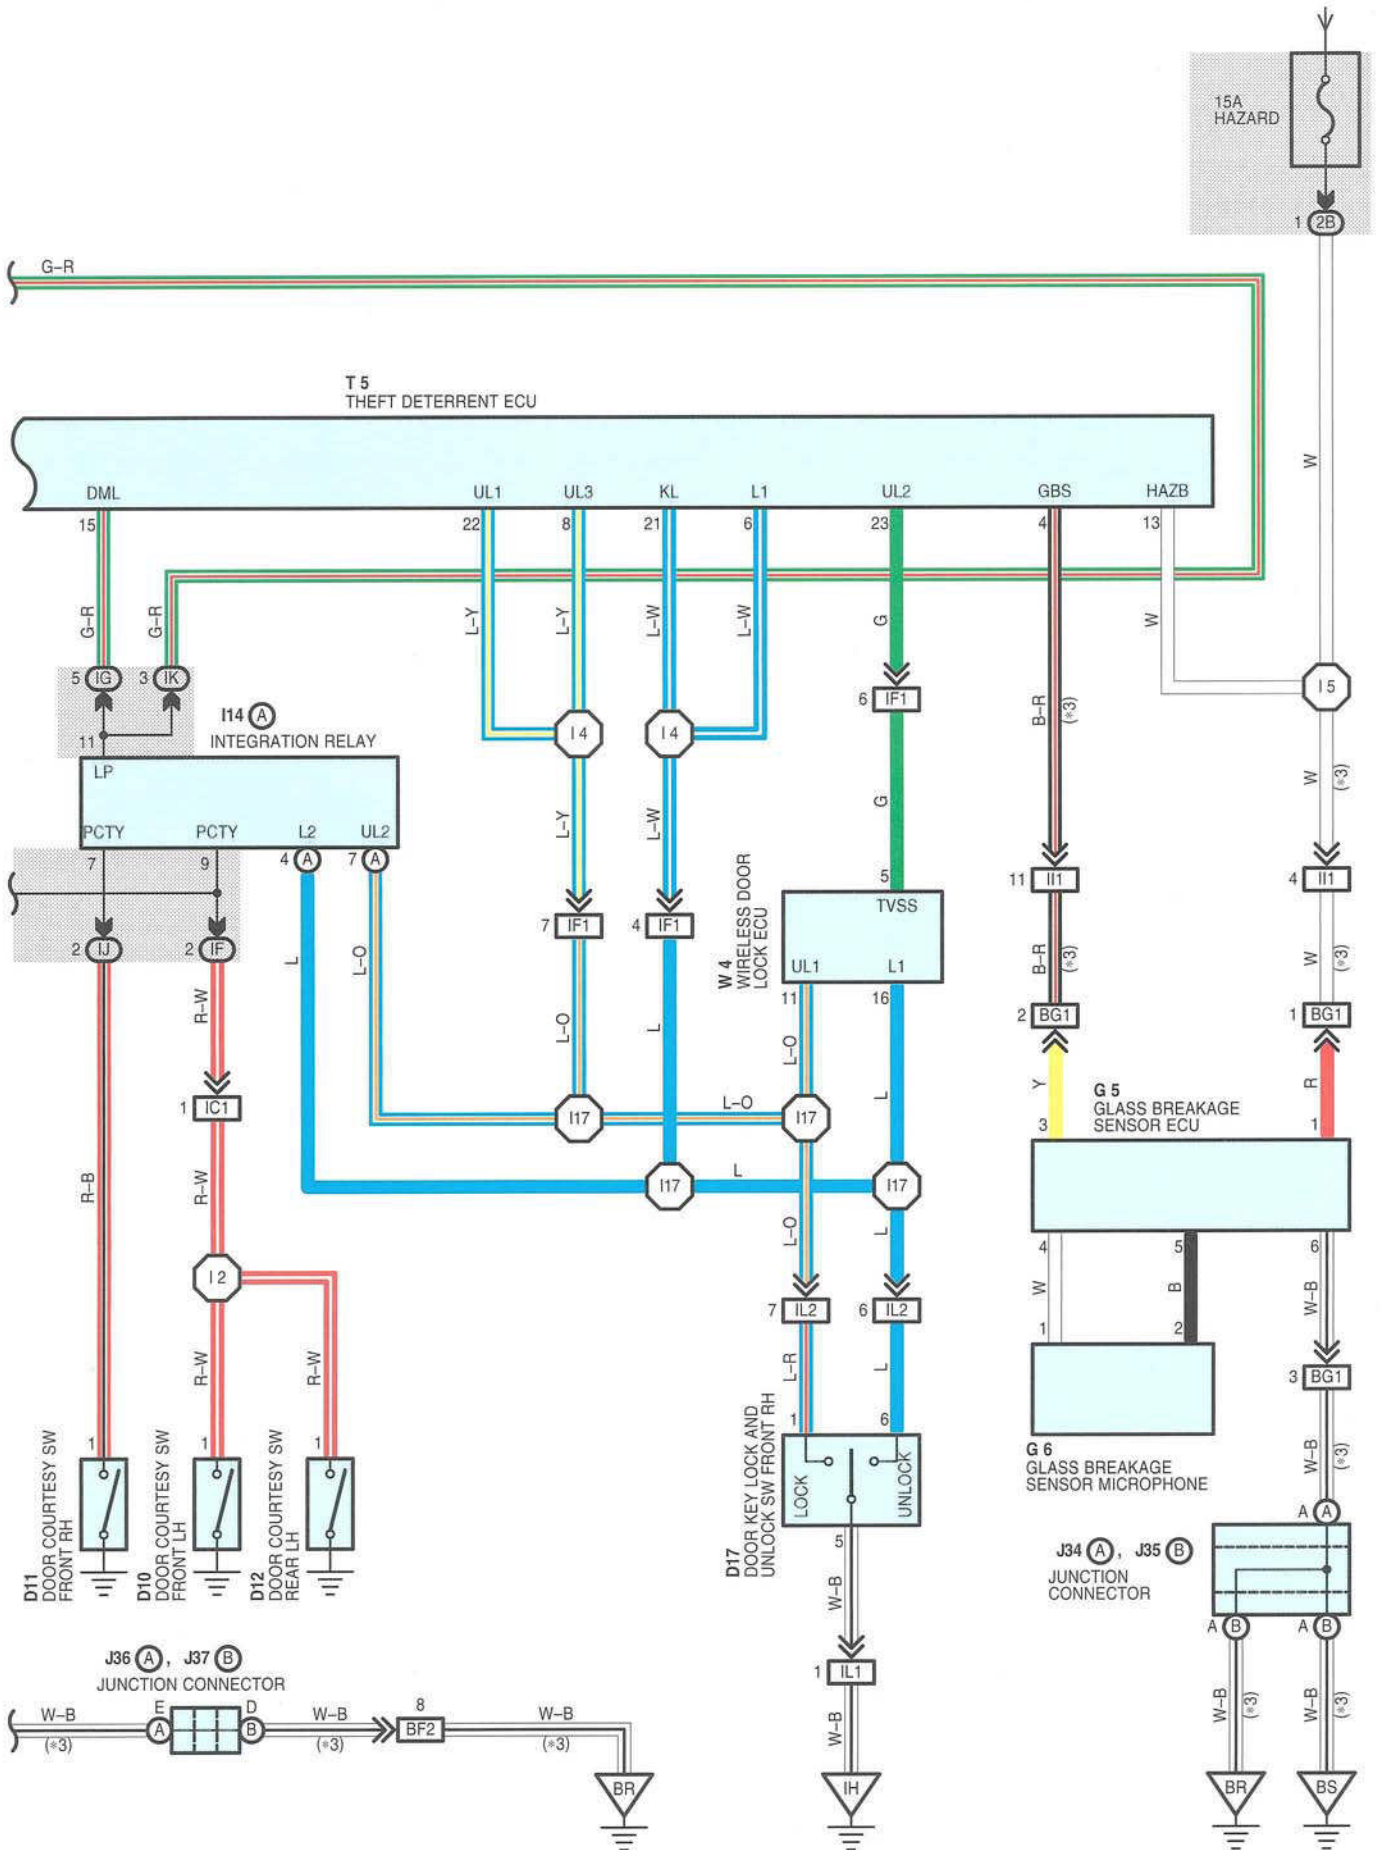 15A
HAZARD
1 2B
G–R
W
T 5
THEFT DETERRENT ECU
DML UL1 UL3 KL L1 UL2 GBS HAZB
15 22 8 21 6 23 4 13
G–R G–R L–Y L–Y L–W L–W G B–R (*3) W
5 IG 3 IK
6 IF1
I 5
I14 A
INTEGRATION RELAY
11
LP
I 4 I 4
PCTY PCTY L2 UL2
7 9 4 A 7 A
L–Y L–W G W (*3)
5
11 II1 4 II1
TVSS
W 4
WIRELESS DOOR
LOCK ECU
UL1 L1
11 16
7 IF1 4 IF1
2 IJ 2 IF
L L–O R–W L–O L L–O L
B–R (*3) W (*3)
2 BG1 1 BG1
Y R
G 5
GLASS BREAKAGE
SENSOR ECU
3 1
1 IC1
I17 L–O I17
I17 L I17
R–B R–W
L–O L
4 5 6
W B W–B
1 2
I 2
7 IL2 6 IL2
L–R L
1 6
R–W R–W
3 BG1
G 6
GLASS BREAKAGE
SENSOR MICROPHONE
W–B (*3)
1 1 1
D11
DOOR COURTESY SW
FRONT RH
D10
DOOR COURTESY SW
FRONT LH
D12
DOOR COURTESY SW
REAR LH
D17
DOOR KEY LOCK AND
UNLOCK SW FRONT RH
LOCK UNLOCK
5
W–B
A A
J34 A, J35 B
JUNCTION
CONNECTOR
A B A B
W–B (*3) W–B (*3)
J36 A, J37 B
JUNCTION CONNECTOR
1 IL1
W–B
W–B E D W–B 8 W–B
A B BF2
(*3) (*3) (*3)
BR IH BR BS